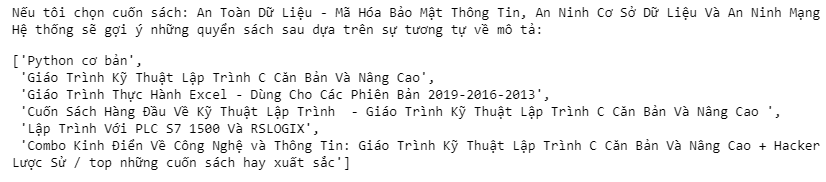 Nếu tôi chọn cuốn sách: An Toàn Dữ Liệu - Mã Hóa Bảo Mật Thông Tin, An Ninh Cơ Sở Dữ Liệu Và An Ninh Mạng
Hệ thống sẽ gợi ý những quyển sách sau dựa trên sự tương tự về mô tả:
['Python cơ bản',
'Giáo Trình Kỹ Thuật Lập Trình C Căn Bản Và Nâng Cao',
'Giáo Trình Thực Hành Excel - Dùng Cho Các Phiên Bản 2019-2016-2013',
'Cuốn Sách Hàng Đầu Về Kỹ Thuật Lập Trình  - Giáo Trình Kỹ Thuật Lập Trình C Căn Bản Và Nâng Cao ',
'Lập Trình Với PLC S7 1500 Và RSLOGIX',
'Combo Kinh Điển Về Công Nghệ và Thông Tin: Giáo Trình Kỹ Thuật Lập Trình C Căn Bản Và Nâng Cao + Hacker
Lược Sử / top những cuốn sách hay xuất sắc']